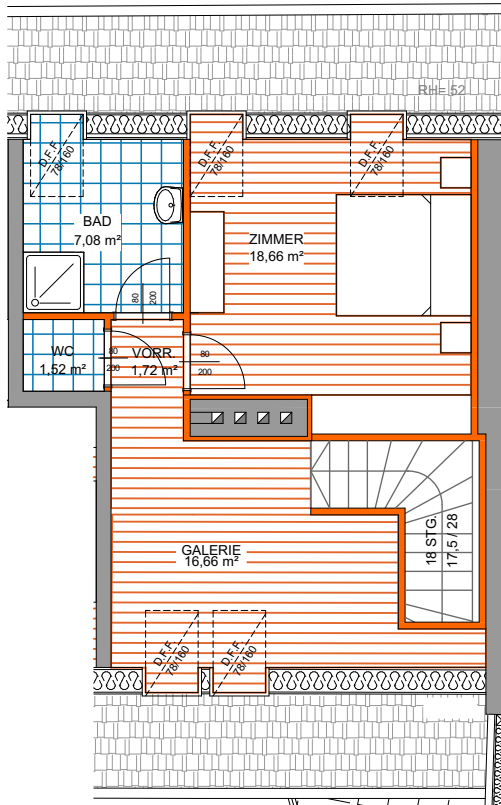 RH= 52
D.F.F.
78/160
D.F.F.
78/160
D.F.F.
78/160
BAD
7,08 m²
ZIMMER
18,66 m²
80
200
WC
1,52 m²
80
200
VORR.
1,72 m²
80
200
18 STG.
17,5 / 28
GALERIE
16,66 m²
D.F.F.
78/160
D.F.F.
78/160